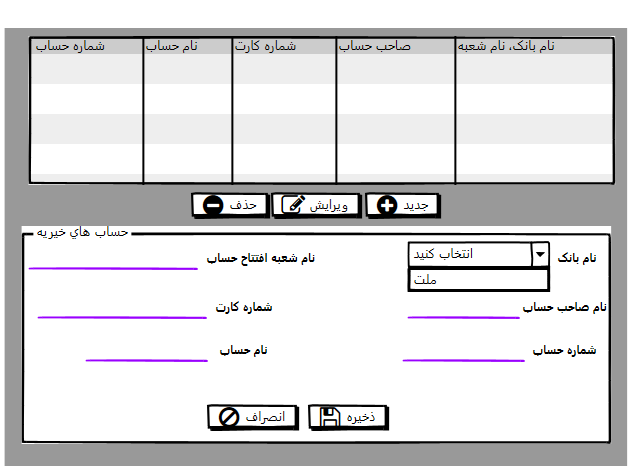 نام بانک، نام شعبه صاحب حساب شماره کارت نام حساب شماره حساب
جدید ویرایش حذف
حساب هاي خیریه
نام بانک انتخاب کنید نام شعبه افتتاح حساب
ملت
نام صاحب حساب شماره کارت
شماره حساب نام حساب
ذخیره انصراف